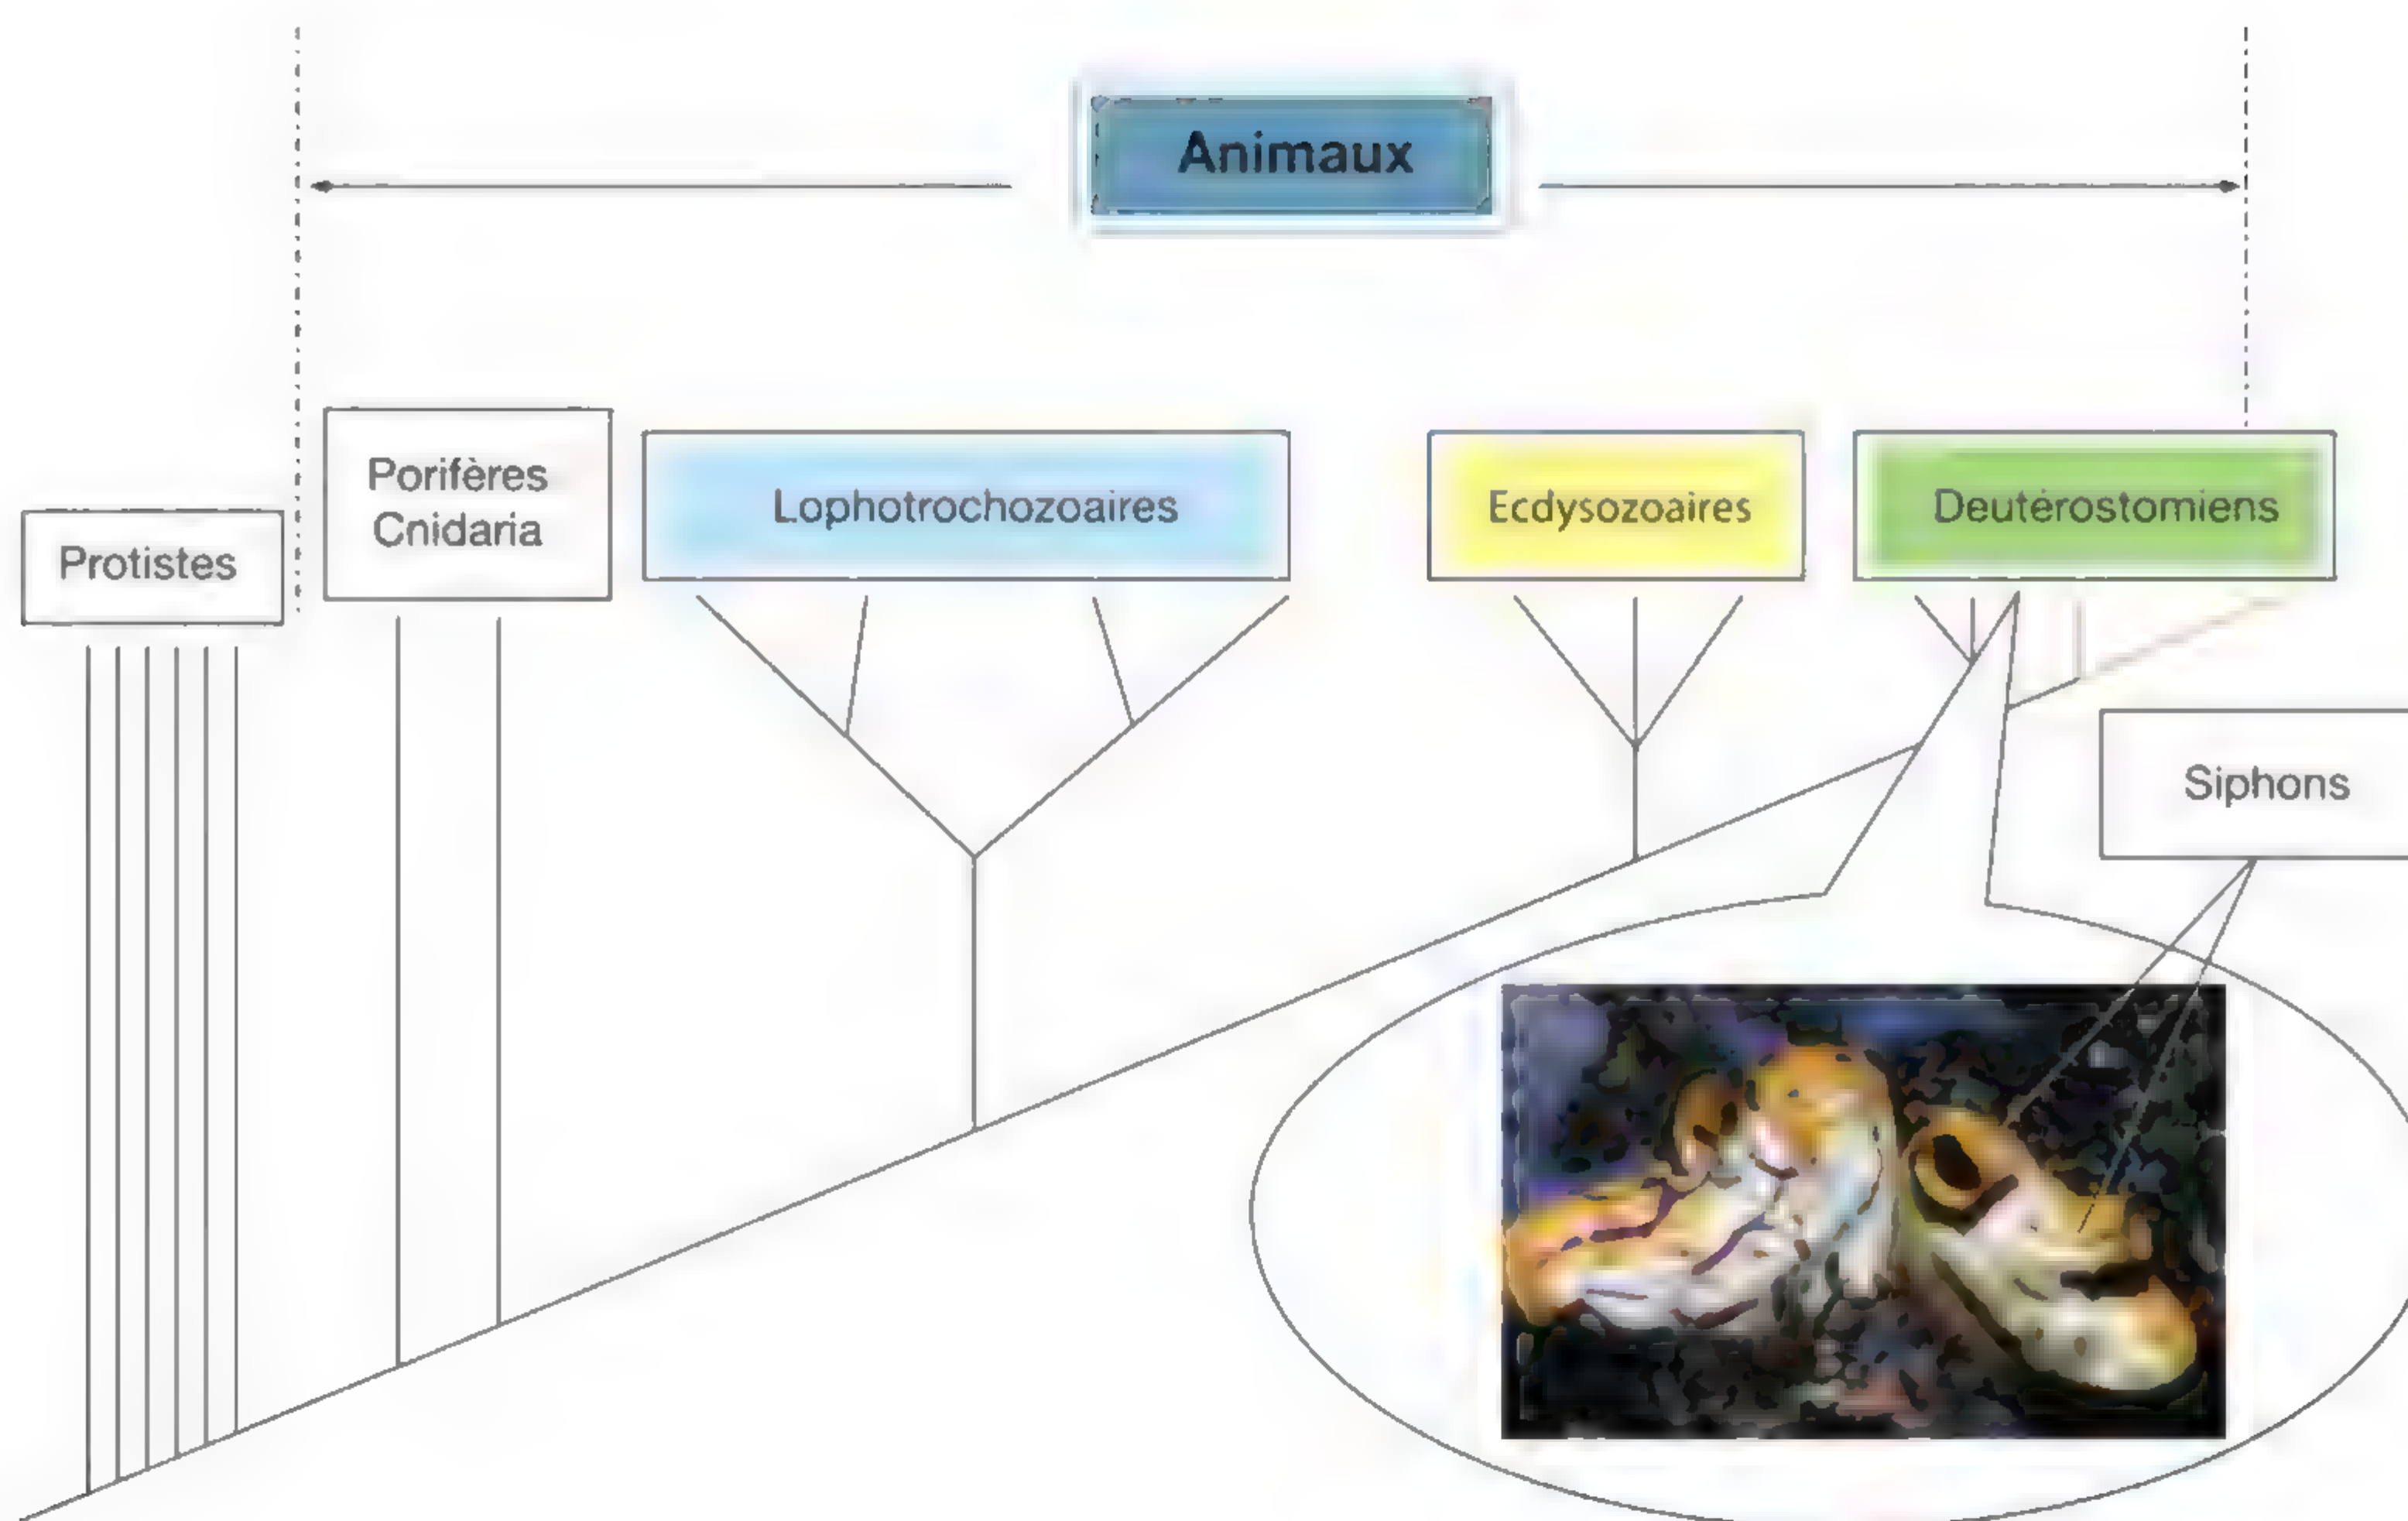 Animaux
Porifères
Cnidaria
Lophotrochozoaires
Ecdysozoaires
Deutérostomiens
Protistes
Siphons